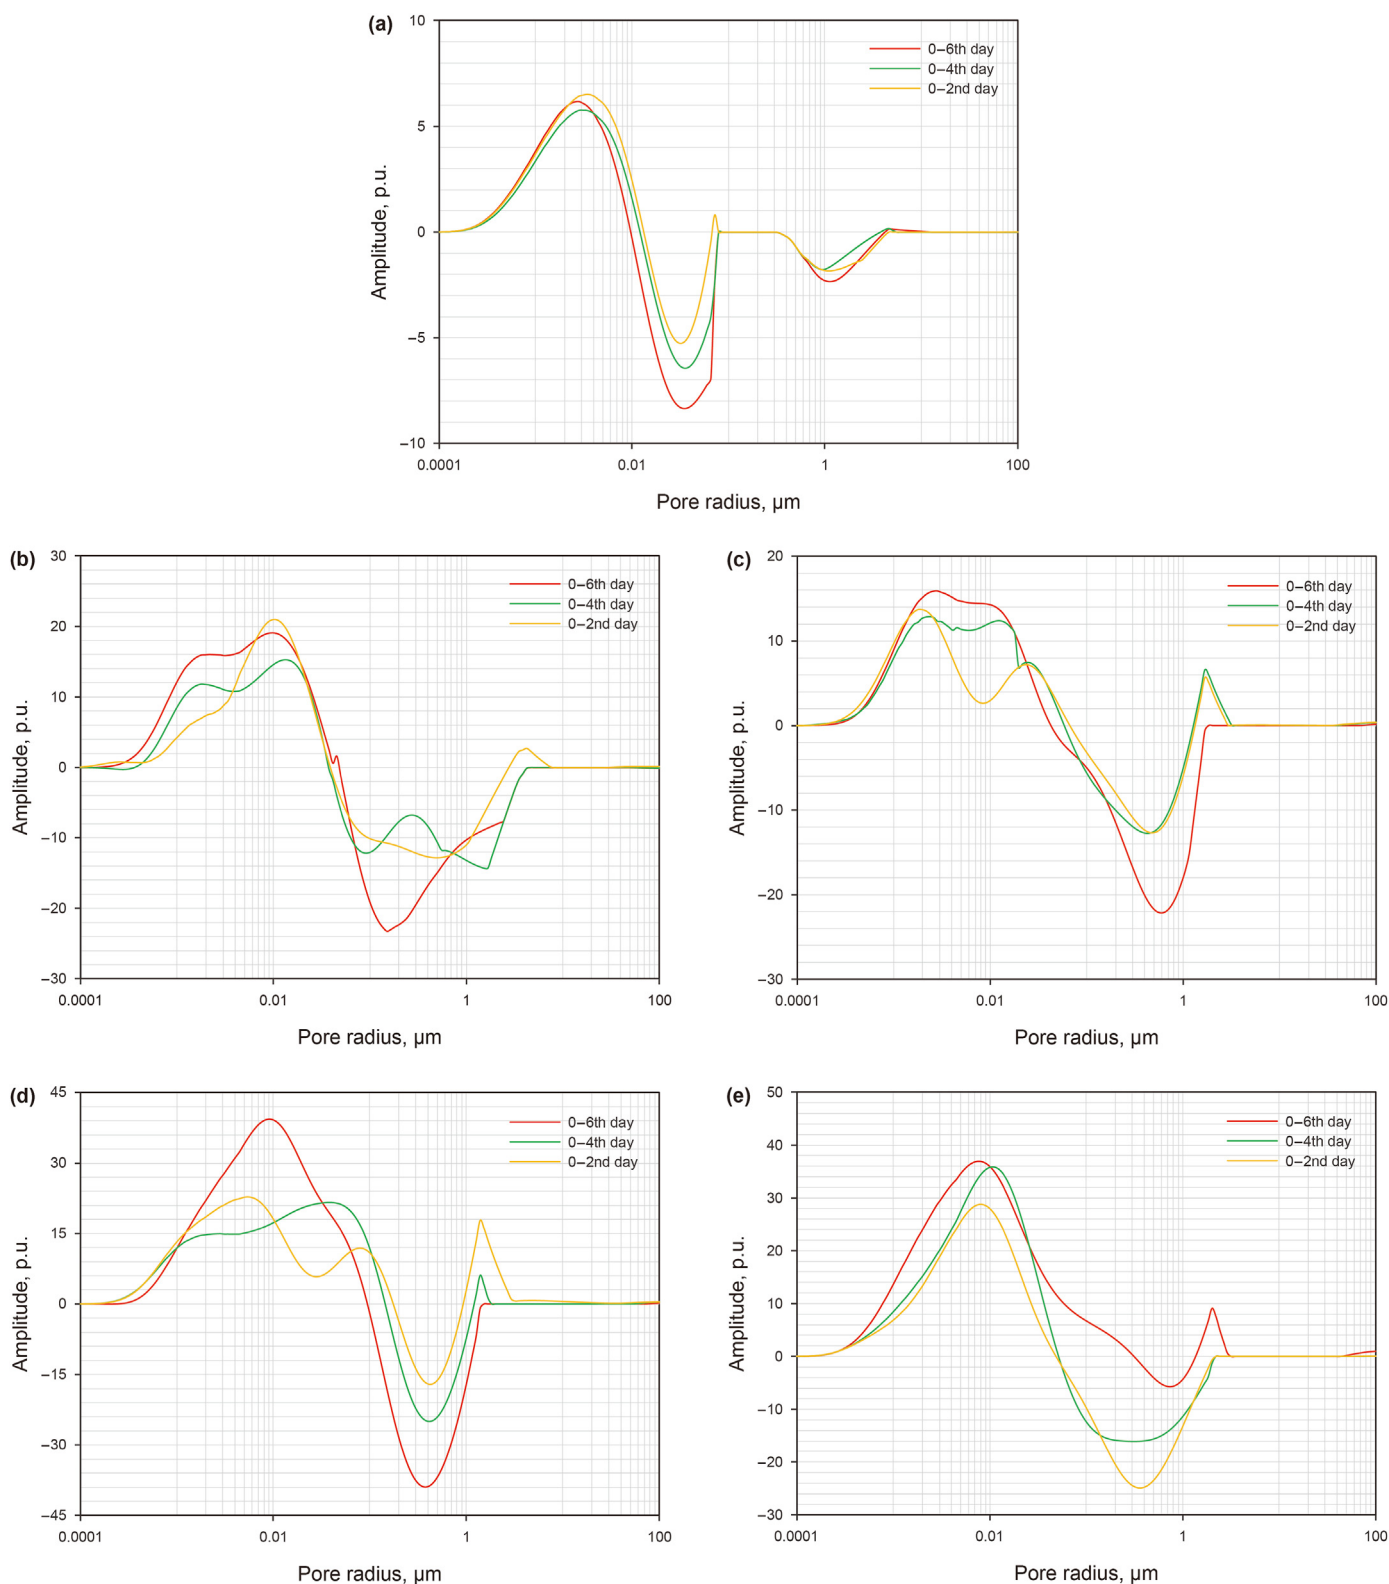 (a)
10
5
0
−5
−10
Amplitude, p.u.
0–6th day
0–4th day
0–2nd day
0.0001
0.01
1
100
Pore radius, μm
(b)
30
20
10
0
−10
−20
−30
Amplitude, p.u.
0–6th day
0–4th day
0–2nd day
0.0001
0.01
1
100
Pore radius, μm
(c)
20
10
0
−10
−20
−30
Amplitude, p.u.
0–6th day
0–4th day
0–2nd day
0.0001
0.01
1
100
Pore radius, μm
(d)
45
30
15
0
−15
−30
−45
Amplitude, p.u.
0–6th day
0–4th day
0–2nd day
0.0001
0.01
1
100
Pore radius, μm
(e)
50
40
30
20
10
0
−10
−20
−30
Amplitude, p.u.
0–6th day
0–4th day
0–2nd day
0.0001
0.01
1
100
Pore radius, μm